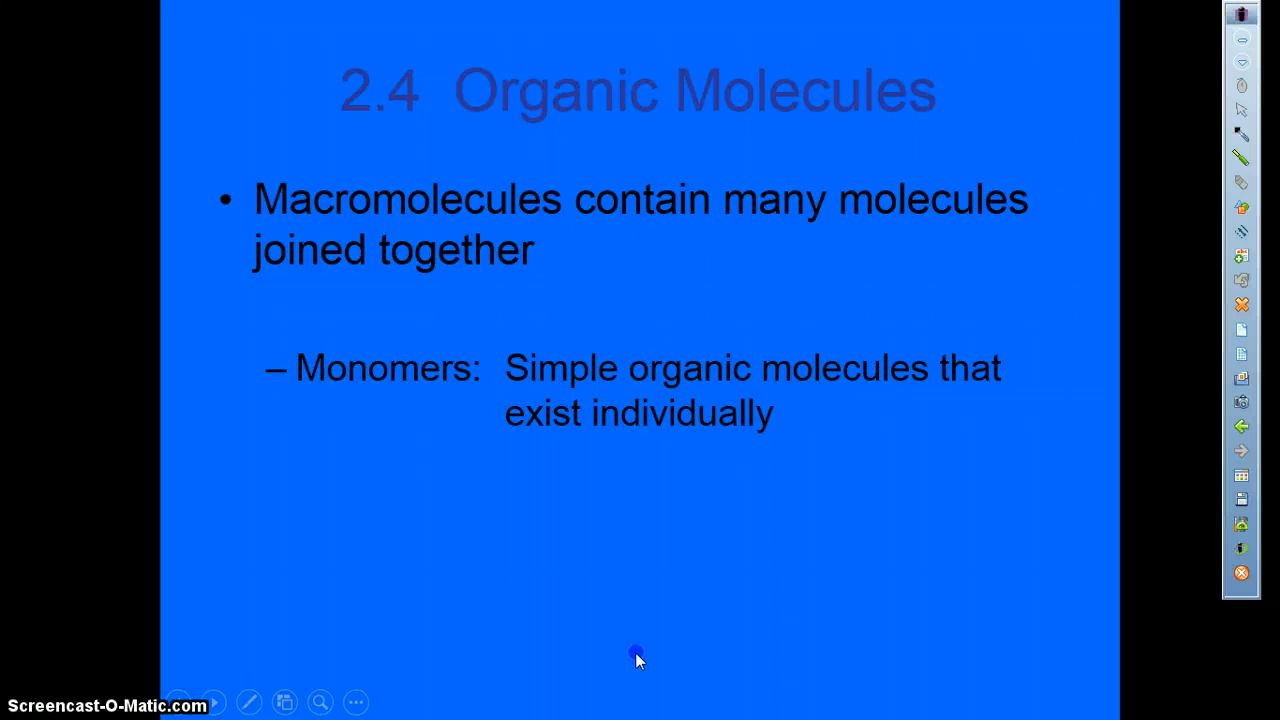 2.4 Organic Molecules
• Macromolecules contain many molecules
joined together
– Monomers: Simple organic molecules that
exist individually
Screencast-O-Matic.com